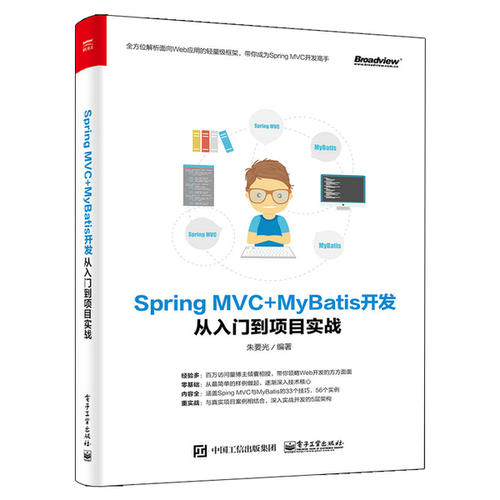 全方位解析面向Web应用的轻量级框架，带你成为Spring MVC开发高手
Broadview®
Spring MVC
MyBatis
Spring MVC
MyBatis
Spring MVC+MyBatis开发
从入门到项目实战
朱要光／编著
经验多：百万访问量博主倾囊相授，带你领略Web开发的方方面面
零基础：从最简单的样例做起，逐渐深入技术核心
内容全：涵盖Sping MVC与MyBatis的33个技巧，56个实例
重实战：与真实项目案例相结合，深入实战开发的5层架构
中国工信出版集团
电子工业出版社
Spring MVC+MyBatis开发 从入门到项目实战
电子工业出版社